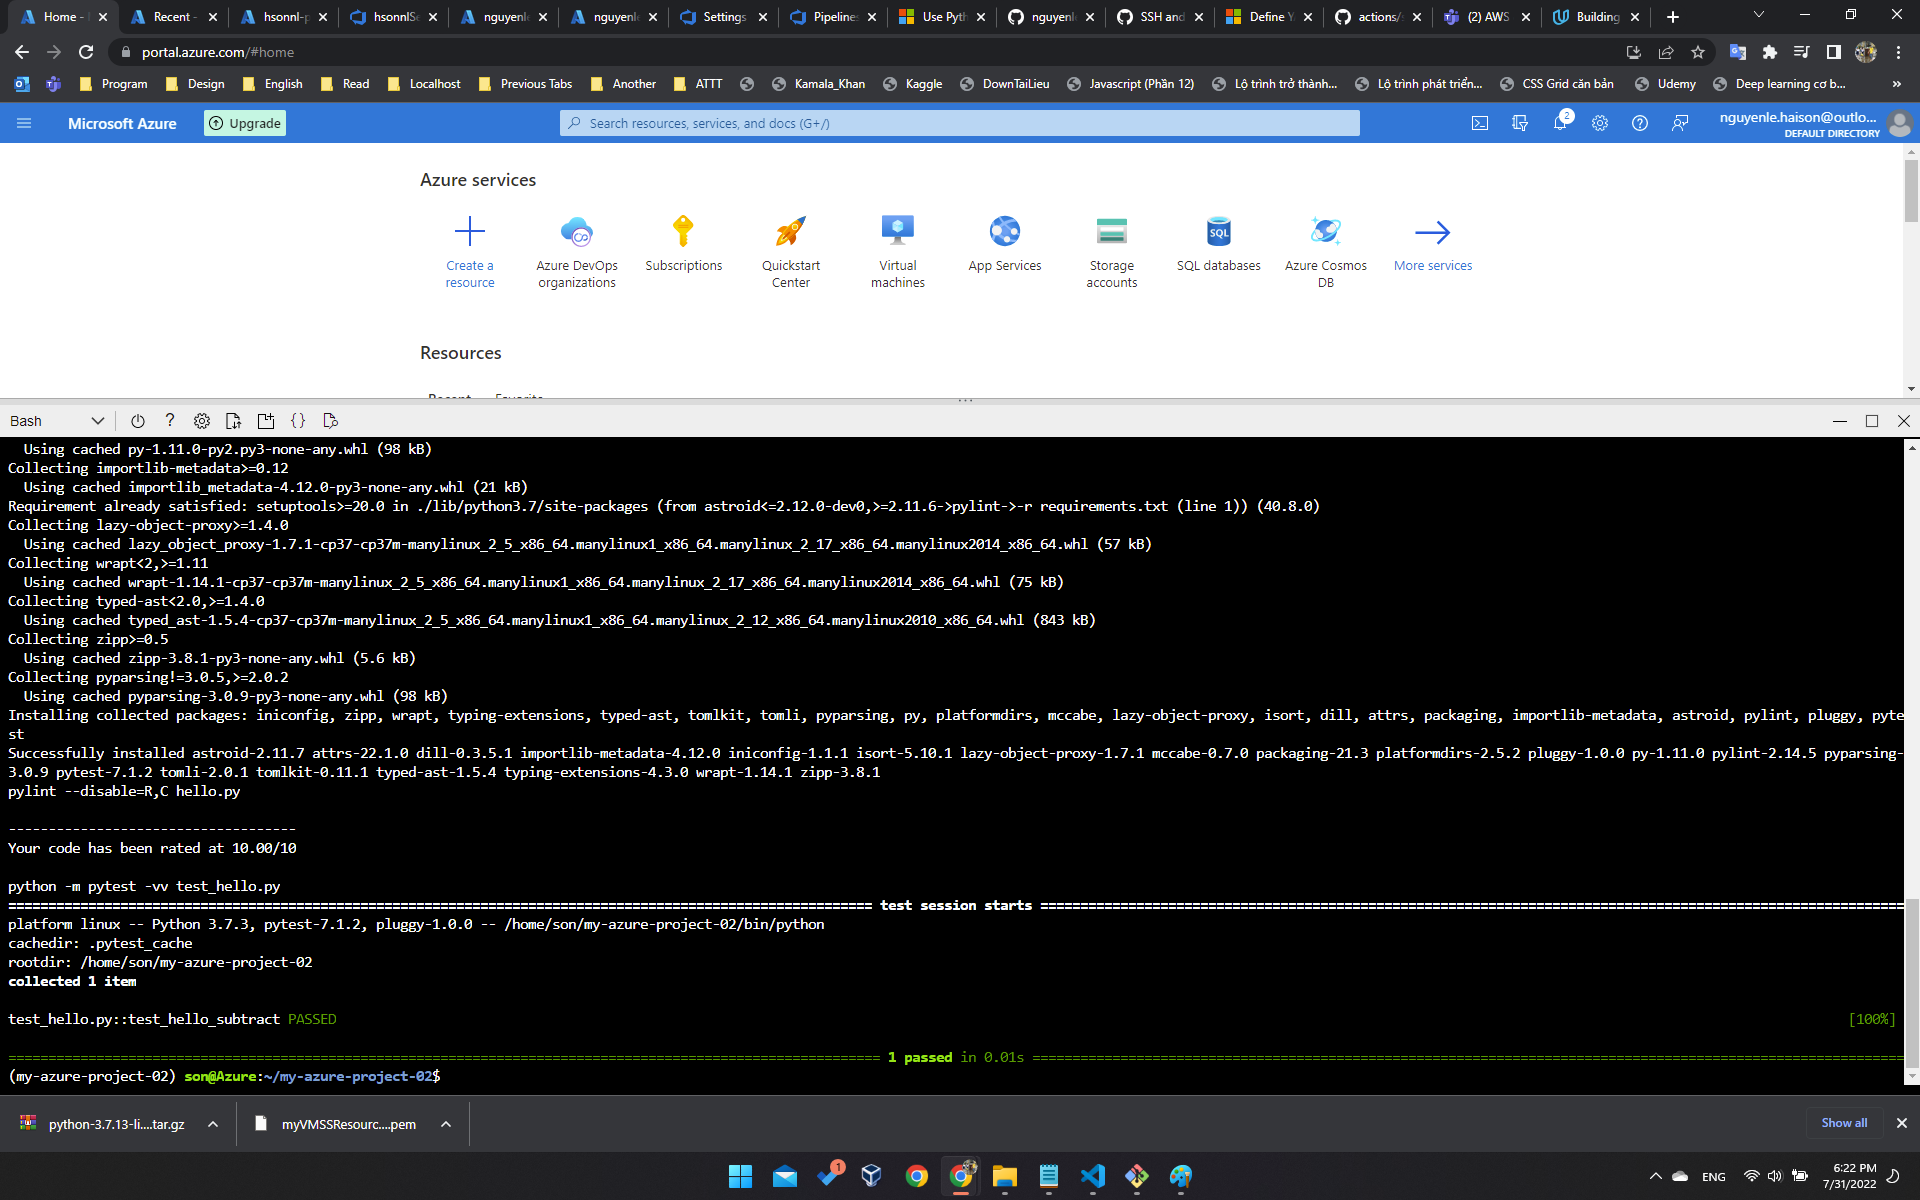 Home -
Recent -
hsonnl-p
hsonnlSe
nguyenle
nguyenle
Settings
Pipelines
Use Pyth
nguyenle
SSH and
Define Y
actions/s
(2) AWS
Building
portal.azure.com/#home
Program
Design
English
Read
Localhost
Previous Tabs
Another
ATTT
Kamala_Khan
Kaggle
DownTaiLieu
Javascript (Phần 12)
Lộ trình trở thành...
Lộ trình phát triển...
CSS Grid căn bản
Udemy
Deep learning cơ b...
»
Microsoft Azure
Upgrade
Search resources, services, and docs (G+/)
2
nguyenle.haison@outlo...
DEFAULT DIRECTORY
Azure services
Create a
resource
Azure DevOps
organizations
Subscriptions
Quickstart
Center
Virtual
machines
App Services
Storage
accounts
SQL
SQL databases
Azure Cosmos
DB
More services
Resources
Recent
Favorite
Bash
?
{}
Using cached py-1.11.0-py2.py3-none-any.whl (98 kB)
Collecting importlib-metadata>=0.12
Using cached importlib_metadata-4.12.0-py3-none-any.whl (21 kB)
Requirement already satisfied: setuptools>=20.0 in ./lib/python3.7/site-packages (from astroid<=2.12.0-dev0,>=2.11.6->pylint->-r requirements.txt (line 1)) (40.8.0)
Collecting lazy-object-proxy>=1.4.0
Using cached lazy_object_proxy-1.7.1-cp37-cp37m-manylinux_2_5_x86_64.manylinux1_x86_64.manylinux_2_17_x86_64.manylinux2014_x86_64.whl (57 kB)
Collecting wrapt<2,>=1.11
Using cached wrapt-1.14.1-cp37-cp37m-manylinux_2_5_x86_64.manylinux1_x86_64.manylinux_2_17_x86_64.manylinux2014_x86_64.whl (75 kB)
Collecting typed-ast<2.0,>=1.4.0
Using cached typed_ast-1.5.4-cp37-cp37m-manylinux_2_5_x86_64.manylinux1_x86_64.manylinux_2_12_x86_64.manylinux2010_x86_64.whl (843 kB)
Collecting zipp>=0.5
Using cached zipp-3.8.1-py3-none-any.whl (5.6 kB)
Collecting pyparsing!=3.0.5,>=2.0.2
Using cached pyparsing-3.0.9-py3-none-any.whl (98 kB)
Installing collected packages: iniconfig, zipp, wrapt, typing-extensions, typed-ast, tomlkit, tomli, pyparsing, py, platformdirs, mccabe, lazy-object-proxy, isort, dill, attrs, packaging, importlib-metadata, astroid, pylint, pluggy, pyte
st
Successfully installed astroid-2.11.7 attrs-22.1.0 dill-0.3.5.1 importlib-metadata-4.12.0 iniconfig-1.1.1 isort-5.10.1 lazy-object-proxy-1.7.1 mccabe-0.7.0 packaging-21.3 platformdirs-2.5.2 pluggy-1.0.0 py-1.11.0 pylint-2.14.5 pyparsing-
3.0.9 pytest-7.1.2 tomli-2.0.1 tomlkit-0.11.1 typed-ast-1.5.4 typing-extensions-4.3.0 wrapt-1.14.1 zipp-3.8.1
pylint --disable=R,C hello.py
------------------------------------
Your code has been rated at 10.00/10
python -m pytest -vv test_hello.py
============ test session starts ============
platform linux -- Python 3.7.3, pytest-7.1.2, pluggy-1.0.0 -- /home/son/my-azure-project-02/bin/python
cachedir: .pytest_cache
rootdir: /home/son/my-azure-project-02
collected 1 item
test_hello.py::test_hello_subtract PASSED [100%]
============ 1 passed in 0.01s ============
(my-azure-project-02) son@Azure:~/my-azure-project-02$
python-3.7.13-li....tar.gz
myVMSSResourc....pem
Show all
1
ENG
6:22 PM
7/31/2022